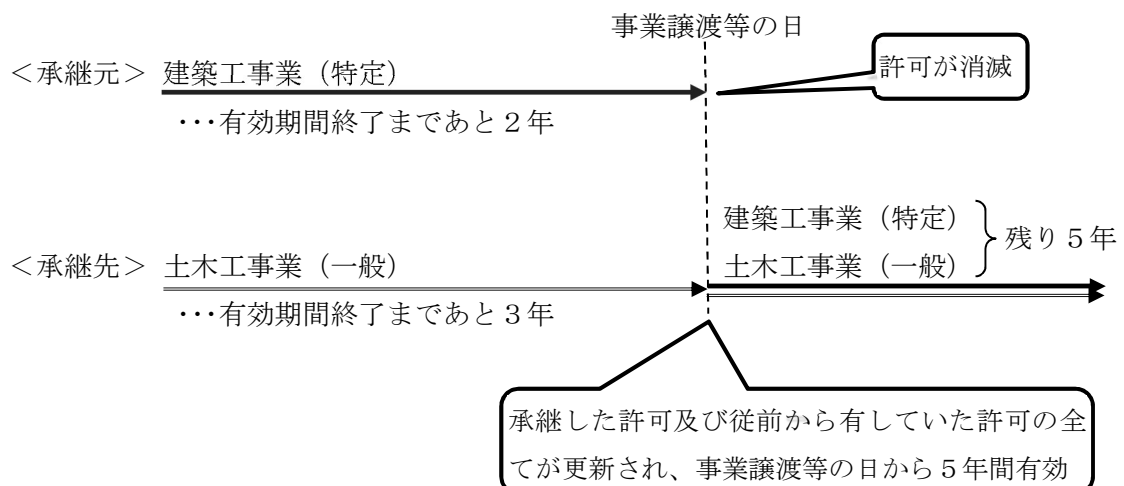 事業譲渡等の日
<承継元> 建築工事業（特定）
許可が消滅
･･･有効期間終了まであと２年
建築工事業（特定）
残り５年
<承継先> 土木工事業（一般）
土木工事業（一般）
･･･有効期間終了まであと３年
承継した許可及び従前から有していた許可の全
てが更新され、事業譲渡等の日から５年間有効